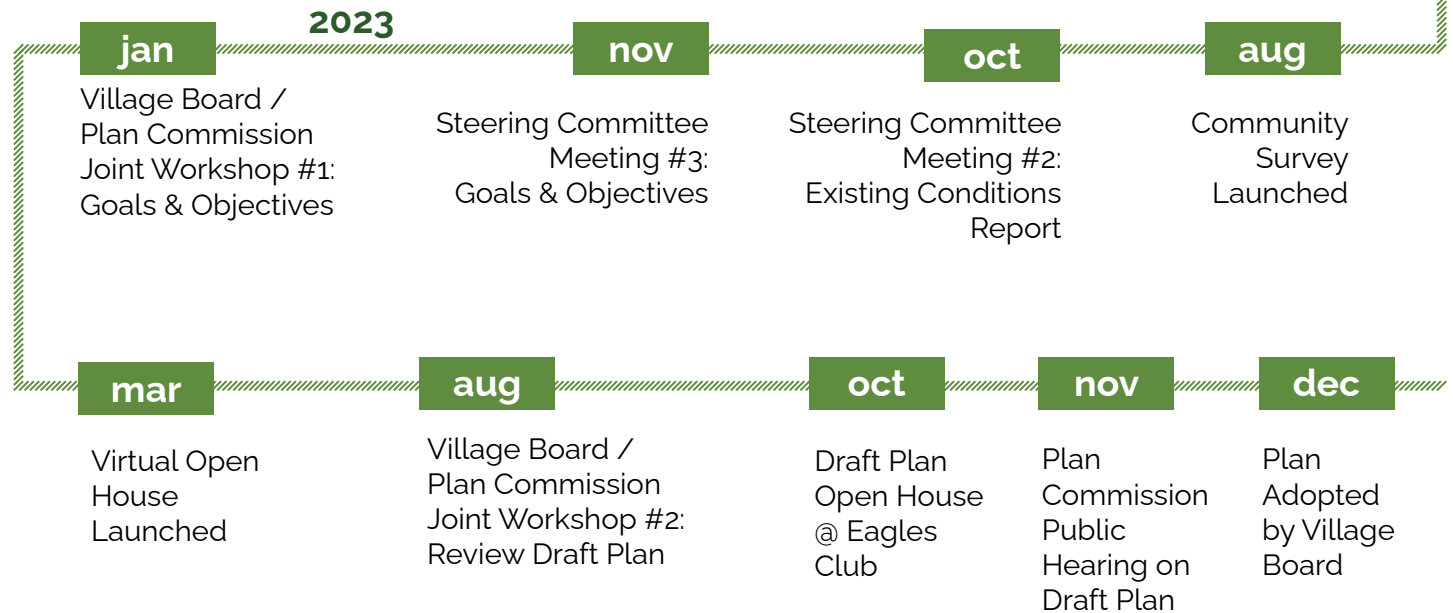 2023
jan
Village Board /
Plan Commission
Joint Workshop #1:
Goals & Objectives
nov
Steering Committee
Meeting #3:
Goals & Objectives
oct
Steering Committee
Meeting #2:
Existing Conditions
Report
aug
Community
Survey
Launched
mar
Virtual Open
House
Launched
aug
Village Board /
Plan Commission
Joint Workshop #2:
Review Draft Plan
oct
Draft Plan
Open House
@ Eagles
Club
nov
Plan
Commission
Public
Hearing on
Draft Plan
dec
Plan
Adopted
by Village
Board